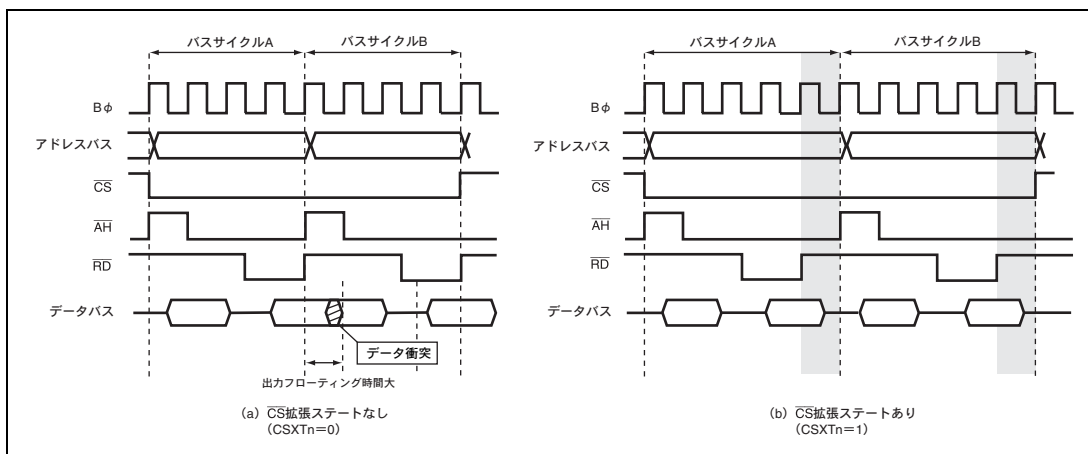 バスサイクルA
バスサイクルB
Bφ
アドレスバス
CS
AH
RD
データバス
データ衝突
出力フローティング時間大
(a) CS拡張ステートなし
(CSXTn=0)
バスサイクルA
バスサイクルB
Bφ
アドレスバス
CS
AH
RD
データバス
(b) CS拡張ステートあり
(CSXTn=1)